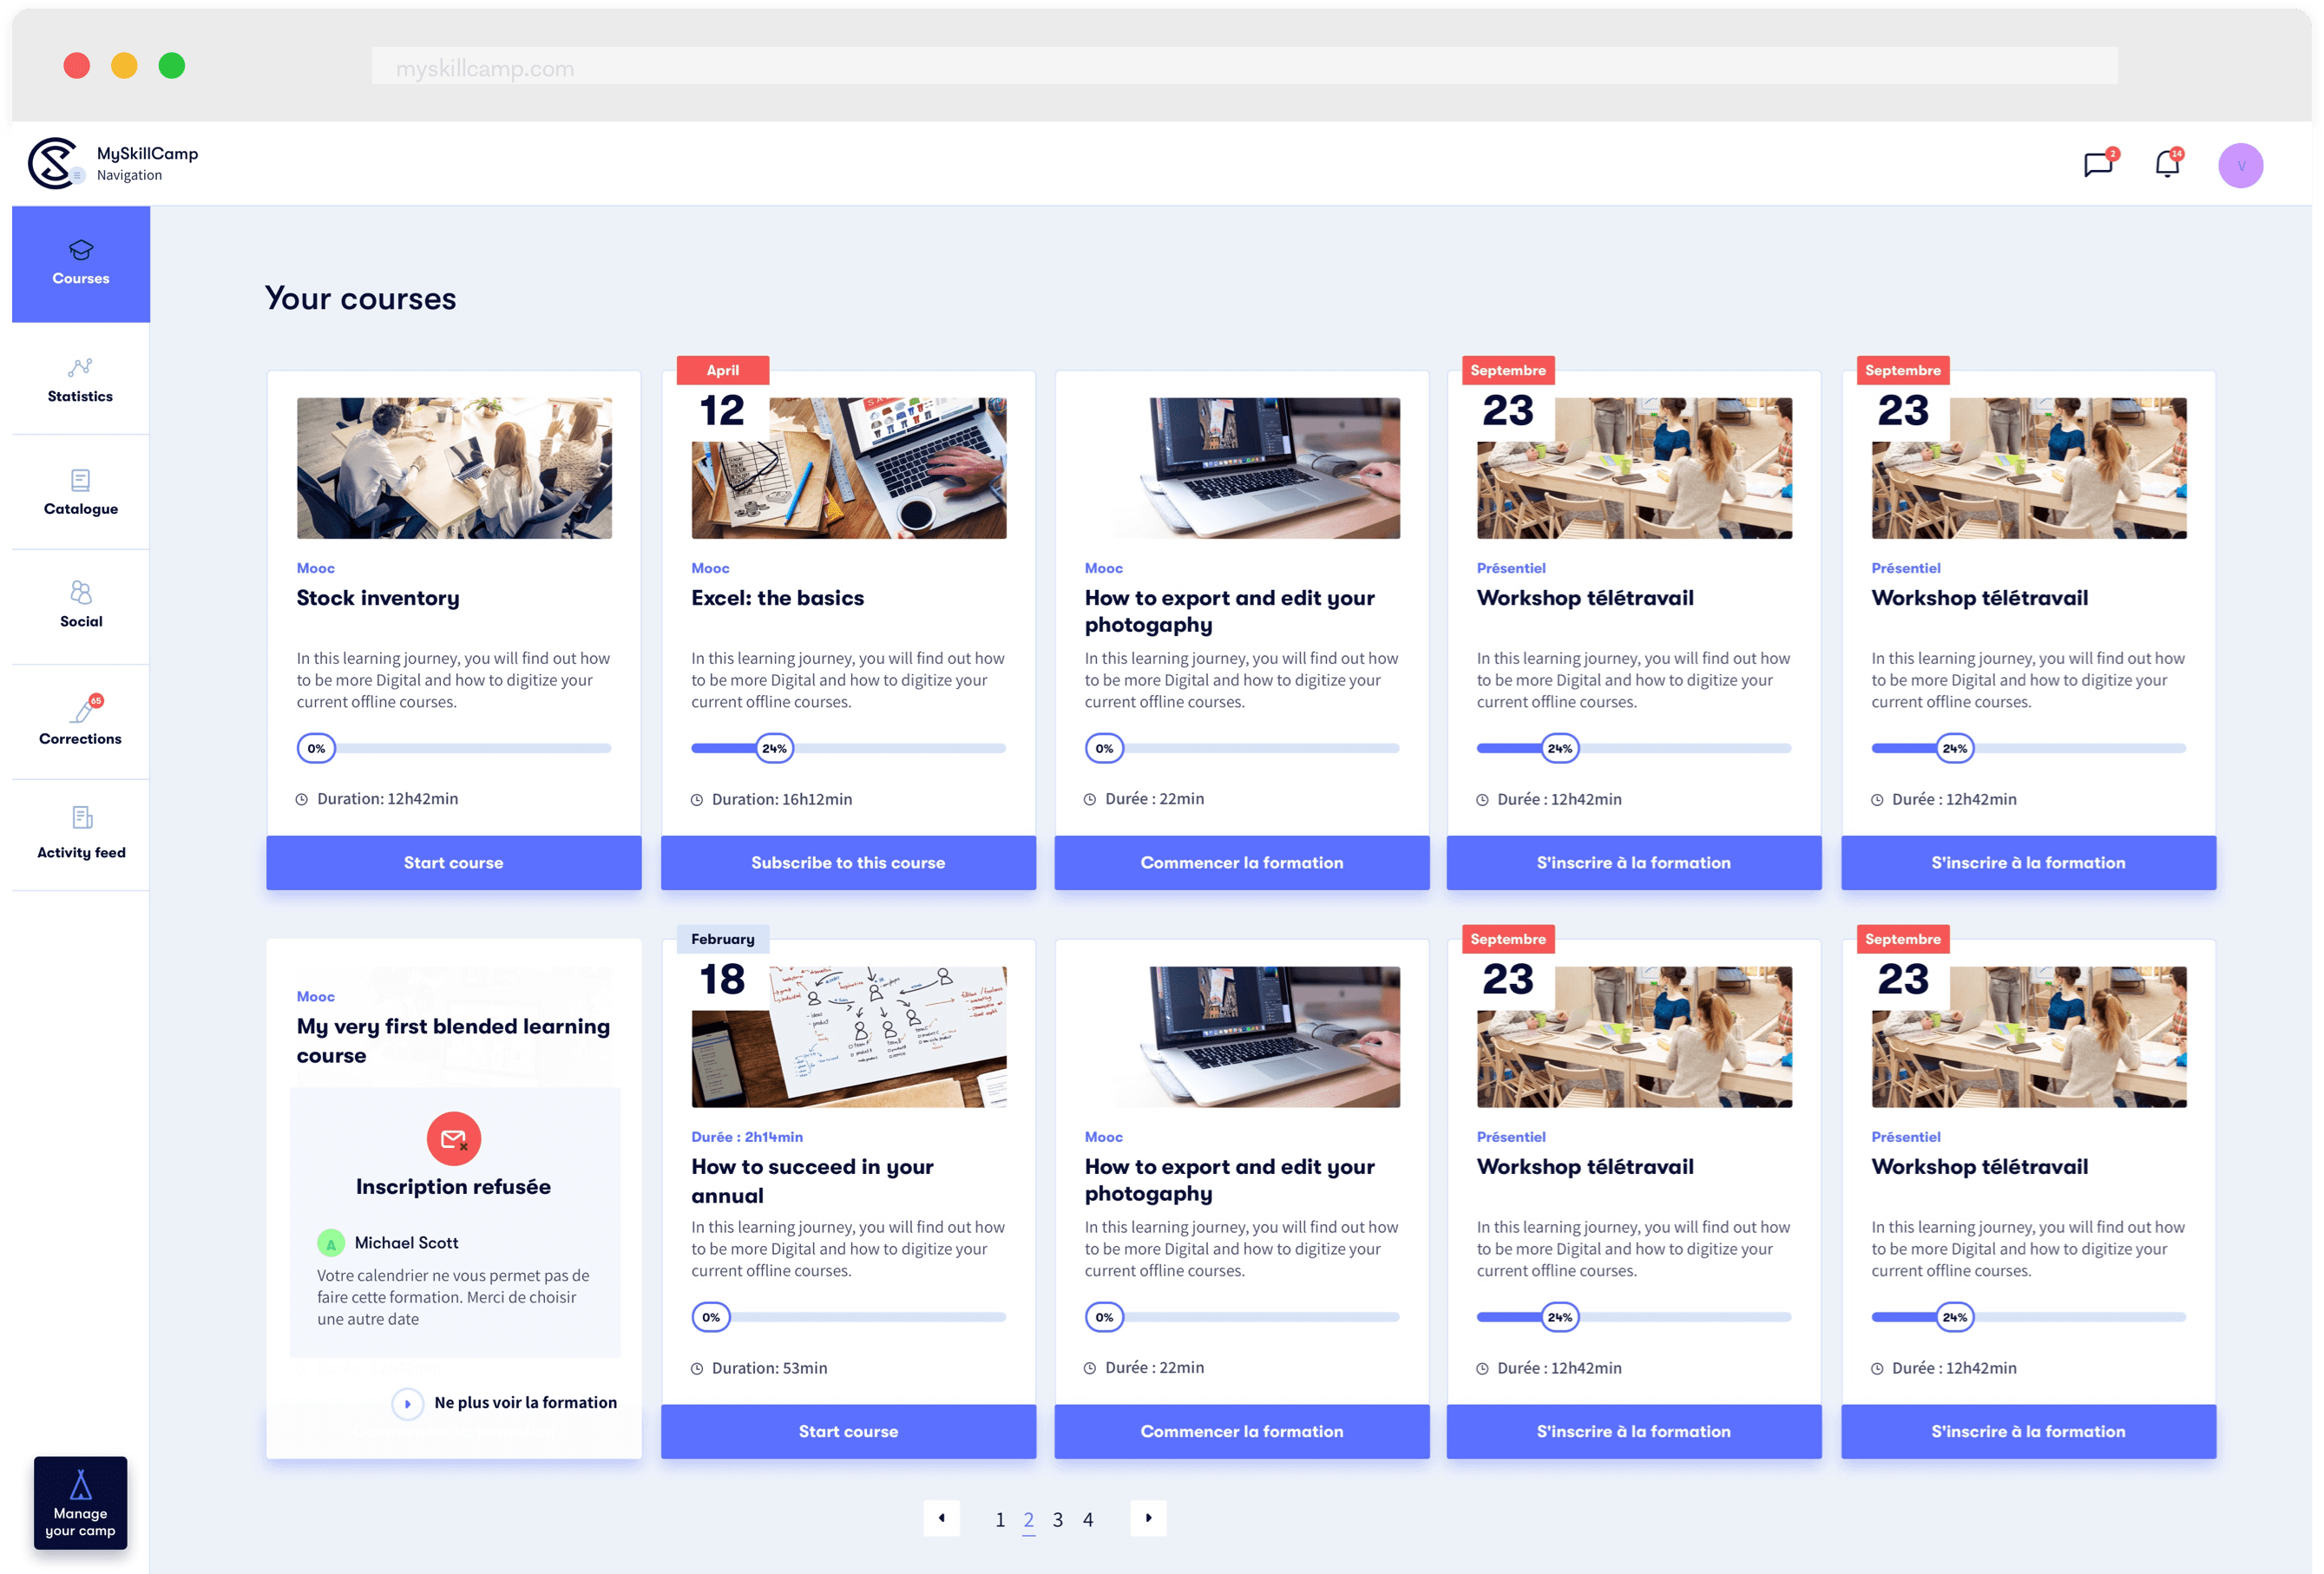 myskillcamp.com
MySkillCamp
Navigation
2
14
V
Courses
Statistics
Catalogue
Social
65
Corrections
Activity feed
Manage
your camp
Your courses
Mooc
Stock inventory
In this learning journey, you will find out how
to be more Digital and how to digitize your
current offline courses.
0%
Duration: 12h42min
Start course
April
12
Mooc
Excel: the basics
In this learning journey, you will find out how
to be more Digital and how to digitize your
current offline courses.
24%
Duration: 16h12min
Subscribe to this course
Mooc
How to export and edit your
photogaphy
In this learning journey, you will find out how
to be more Digital and how to digitize your
current offline courses.
0%
Durée : 22min
Commencer la formation
Septembre
23
Présentiel
Workshop télétravail
In this learning journey, you will find out how
to be more Digital and how to digitize your
current offline courses.
24%
Durée : 12h42min
S'inscrire à la formation
Septembre
23
Présentiel
Workshop télétravail
In this learning journey, you will find out how
to be more Digital and how to digitize your
current offline courses.
24%
Durée : 12h42min
S'inscrire à la formation
Mooc
My very first blended learning
course
Inscription refusée
A
Michael Scott
Votre calendrier ne vous permet pas de
faire cette formation. Merci de choisir
une autre date
Ne plus voir la formation
February
18
Durée : 2h14min
How to succeed in your
annual
In this learning journey, you will find out how
to be more Digital and how to digitize your
current offline courses.
0%
Duration: 53min
Start course
Mooc
How to export and edit your
photogaphy
In this learning journey, you will find out how
to be more Digital and how to digitize your
current offline courses.
0%
Durée : 22min
Commencer la formation
Septembre
23
Présentiel
Workshop télétravail
In this learning journey, you will find out how
to be more Digital and how to digitize your
current offline courses.
24%
Durée : 12h42min
S'inscrire à la formation
Septembre
23
Présentiel
Workshop télétravail
In this learning journey, you will find out how
to be more Digital and how to digitize your
current offline courses.
24%
Durée : 12h42min
S'inscrire à la formation
1 2 3 4